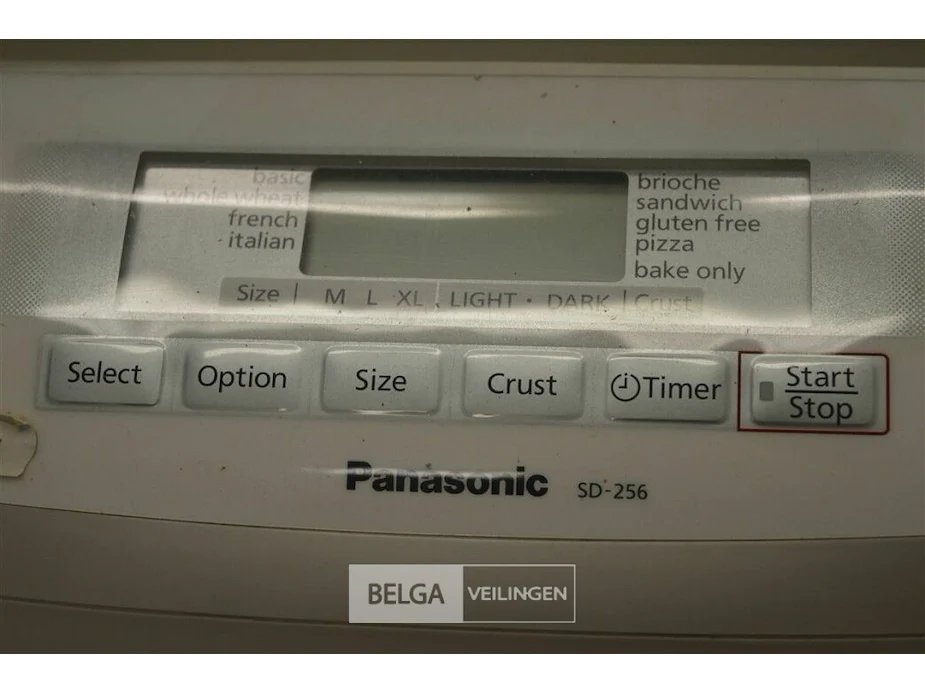 basic
whole wheat
french
italian
brioche
sandwich
gluten free
pizza
bake only
Size | M L XL LIGHT · DARK | Crust
Select
Option
Size
Crust
Timer
Start
Stop
Panasonic SD-256
BELGA VEILINGEN